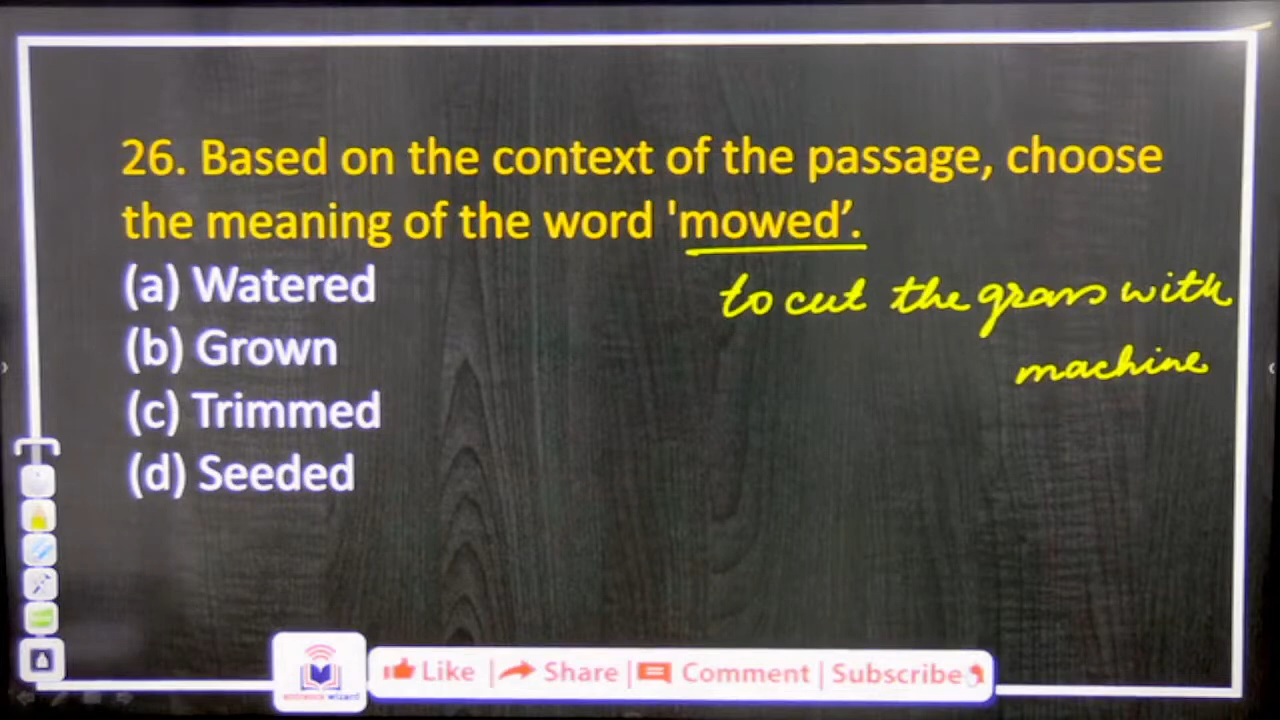 26. Based on the context of the passage, choose
the meaning of the word 'mowed’.
(a) Watered
(b) Grown
(c) Trimmed
(d) Seeded
to cut the grass with
machine
Like | Share | Comment | Subscribe